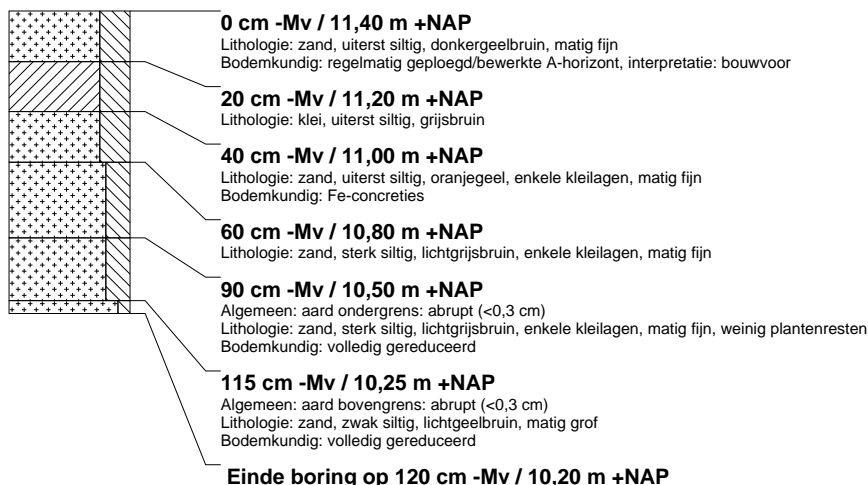 0 cm -Mv / 11,40 m +NAP
Lithologie: zand, uiterst siltig, donkergeelbruin, matig fijn
Bodemkundig: regelmatig geploegd/bewerkte A-horizont, interpretatie: bouwvoor
20 cm -Mv / 11,20 m +NAP
Lithologie: klei, uiterst siltig, grijsbruin
40 cm -Mv / 11,00 m +NAP
Lithologie: zand, uiterst siltig, oranjegeel, enkele kleilagen, matig fijn
Bodemkundig: Fe-concreties
60 cm -Mv / 10,80 m +NAP
Lithologie: zand, sterk siltig, lichtgrijsbruin, enkele kleilagen, matig fijn
90 cm -Mv / 10,50 m +NAP
Algemeen: aard ondergrens: abrupt (<0,3 cm)
Lithologie: zand, sterk siltig, lichtgrijsbruin, enkele kleilagen, matig fijn, weinig plantenresten
Bodemkundig: volledig gereduceerd
115 cm -Mv / 10,25 m +NAP
Algemeen: aard bovengrens: abrupt (<0,3 cm)
Lithologie: zand, zwak siltig, lichtgeelbruin, matig grof
Bodemkundig: volledig gereduceerd
Einde boring op 120 cm -Mv / 10,20 m +NAP